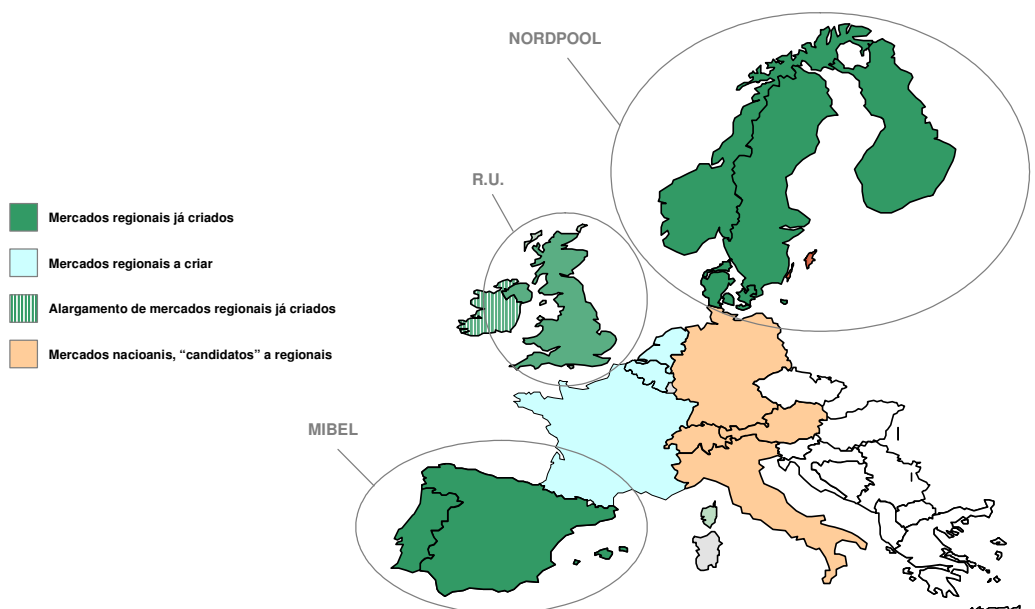 NORDPOOL
R.U.
Mercados regionais já criados
Mercados regionais a criar
Alargamento de mercados regionais já criados
Mercados nacioanis, “candidatos” a regionais
MIBEL